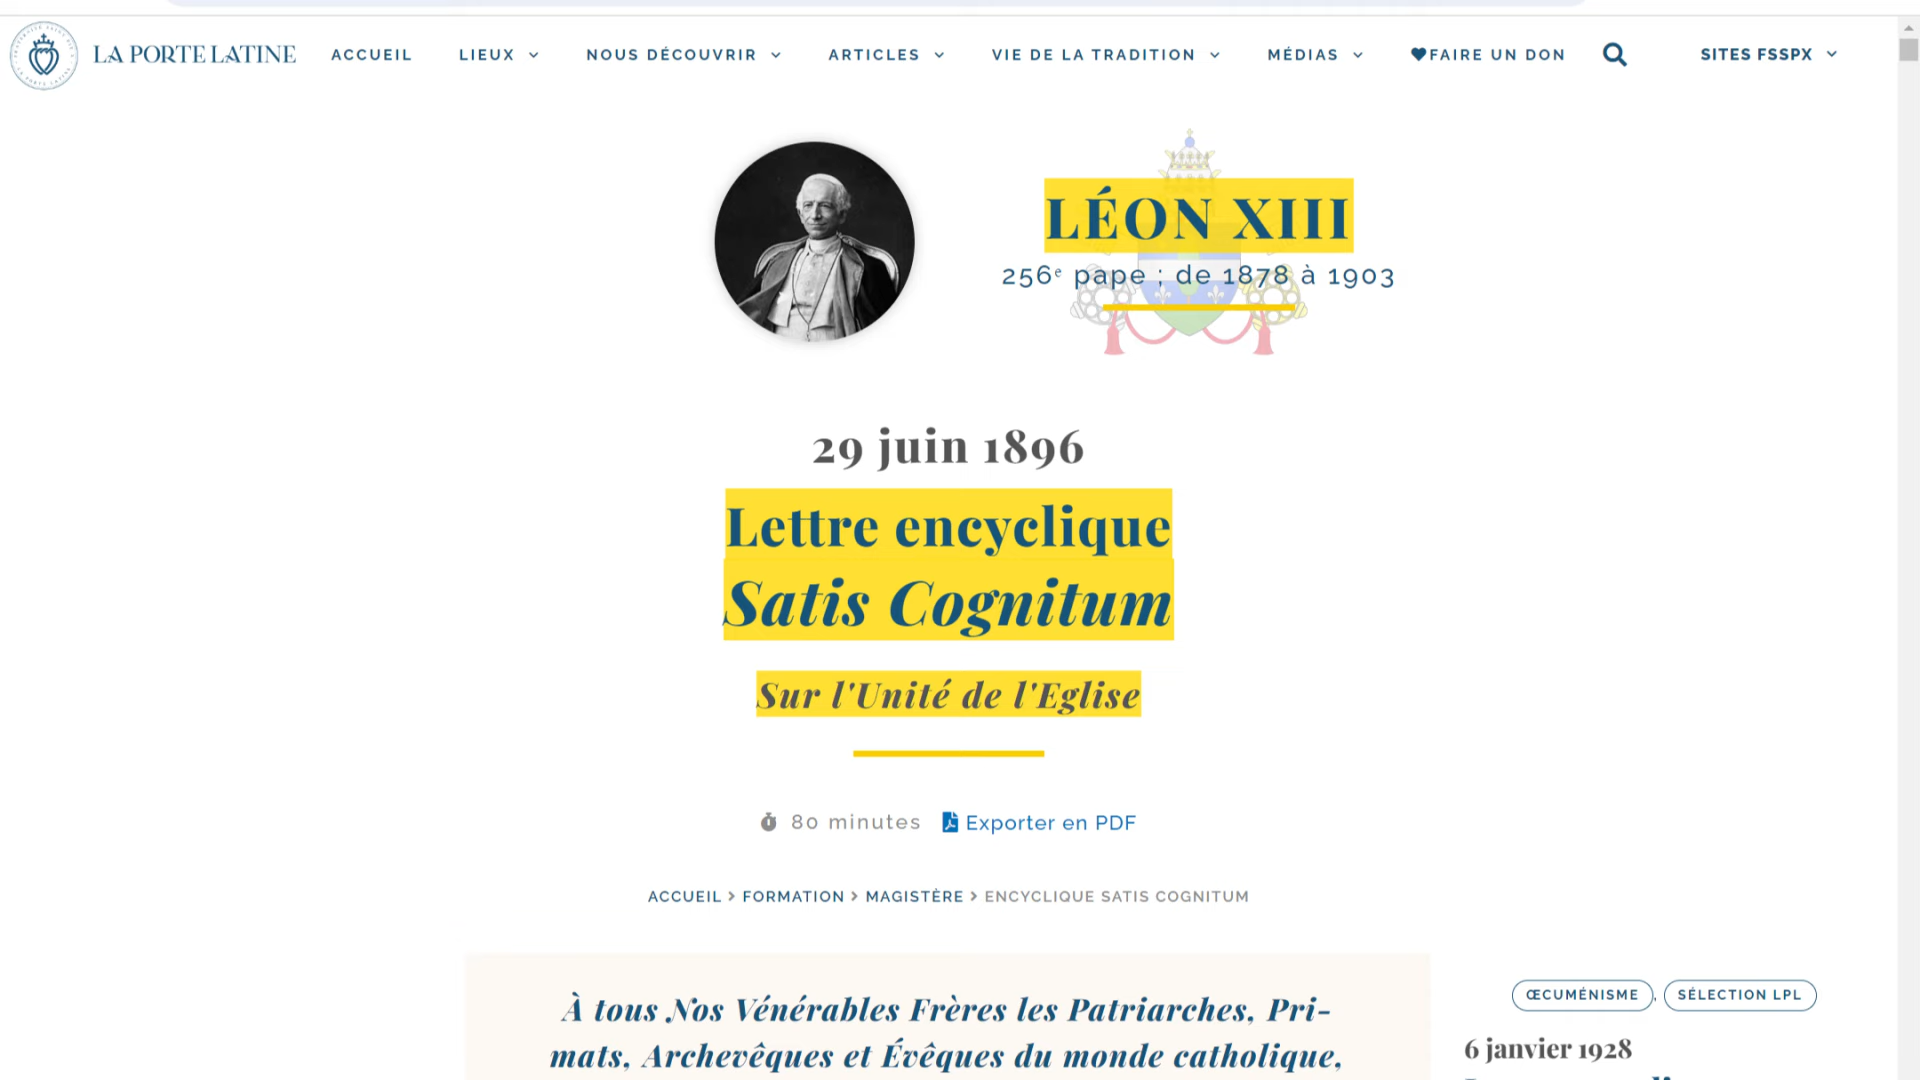 LA PORTE LATINE ACCUEIL LIEUX NOUS DÉCOUVRIR ARTICLES VIE DE LA TRADITION MÉDIAS FAIRE UN DON SITES FSSPX
LÉON XIII
256e pape ; de 1878 à 1903
29 juin 1896
Lettre encyclique
Satis Cognitum
Sur l'Unité de l'Eglise
80 minutes Exporter en PDF
ACCUEIL > FORMATION > MAGISTÈRE > ENCYCLIQUE SATIS COGNITUM
À tous Nos Vénérables Frères les Patriarches, Pri-
mats, Archevêques et Évêques du monde catholique,
ŒCUMÉNISME, SÉLECTION LPL
6 janvier 1928